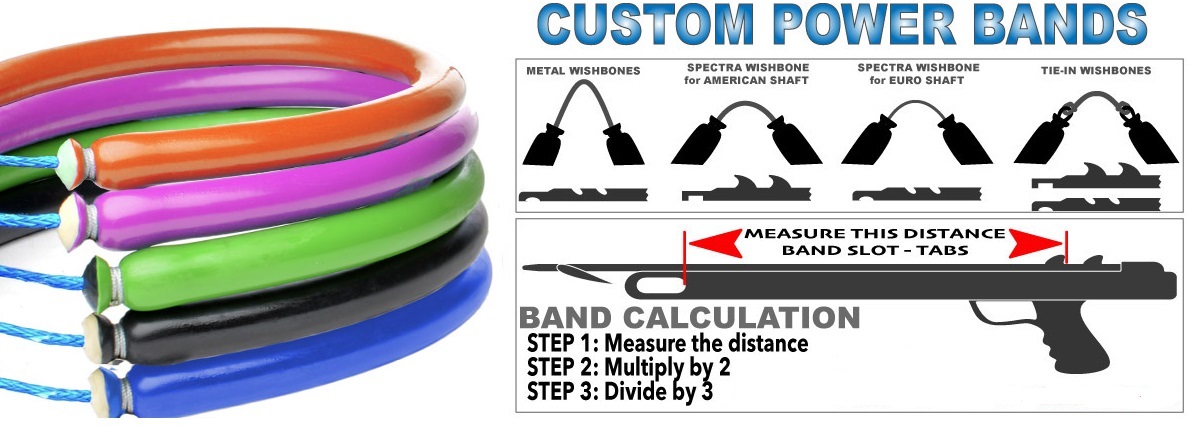 CUSTOM POWER BANDS
METAL WISHBONES
SPECTRA WISHBONE
for AMERICAN SHAFT
SPECTRA WISHBONE
for EURO SHAFT
TIE-IN WISHBONES
MEASURE THIS DISTANCE
BAND SLOT - TABS
BAND CALCULATION
STEP 1: Measure the distance
STEP 2: Multiply by 2
STEP 3: Divide by 3